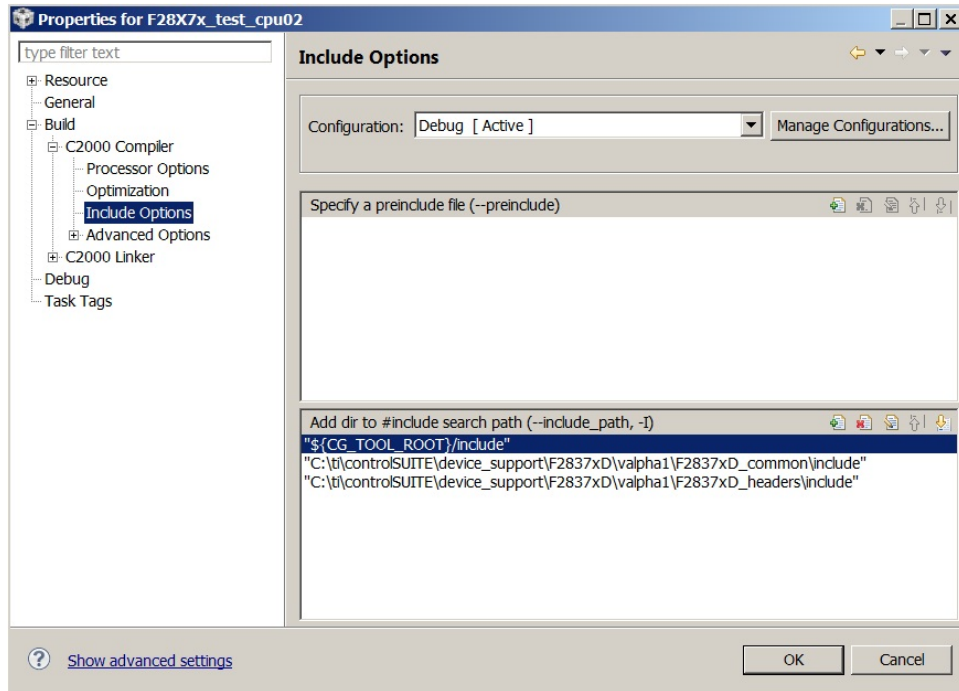 Properties for F28X7x_test_cpu02
type filter text
Resource
General
Build
C2000 Compiler
Processor Options
Optimization
Include Options
Advanced Options
C2000 Linker
Debug
Task Tags
Include Options
Configuration: Debug [ Active ] Manage Configurations...
Specify a preinclude file (--preinclude)
Add dir to #include search path (--include_path, -I)
"${CG_TOOL_ROOT}/include"
"C:\ti\controlSUITE\device_support\F2837xD\valpha1\F2837xD_common\include"
"C:\ti\controlSUITE\device_support\F2837xD\valpha1\F2837xD_headers\include"
? Show advanced settings
OK Cancel